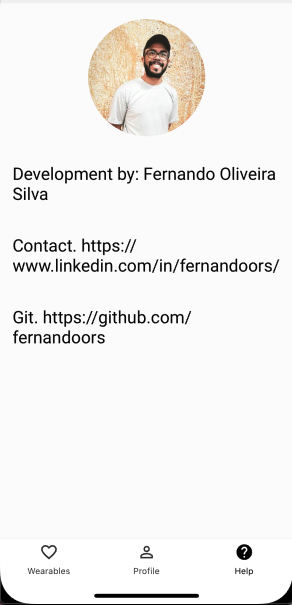 Development by: Fernando Oliveira
Silva
Contact. https://
www.linkedin.com/in/fernandoors/
Git. https://github.com/
fernandoors
Wearables
Profile
Help